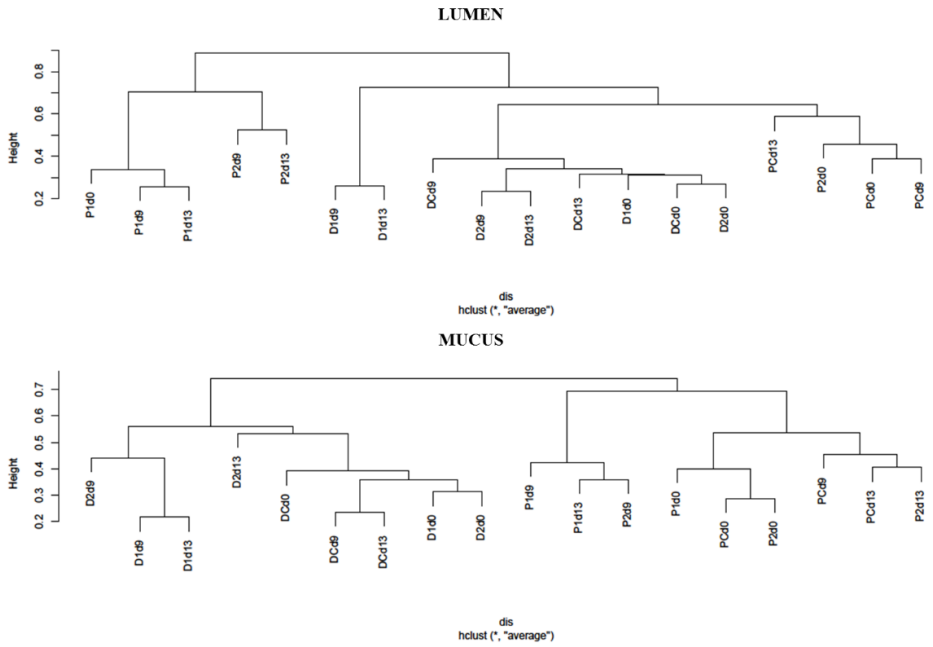 LUMEN
Height
0.2 0.4 0.6 0.8
P1d0 P1d9 P1d13 P2d9 P2d13 D1d9 D1d13 DCd9 D2d9 D2d13 DCd13 D1d0 DCd0 D2d0 PCd13 P2d0 PCd0 PCd9
dis
hclust (*, "average")
MUCUS
Height
0.2 0.3 0.4 0.5 0.6 0.7
D2d9 D1d9 D1d13 D2d13 DCd0 DCd9 DCd13 D1d0 D2d0 P1d9 P1d13 P2d9 P1d0 PCd0 P2d0 PCd9 PCd13 P2d13
dis
hclust (*, "average")